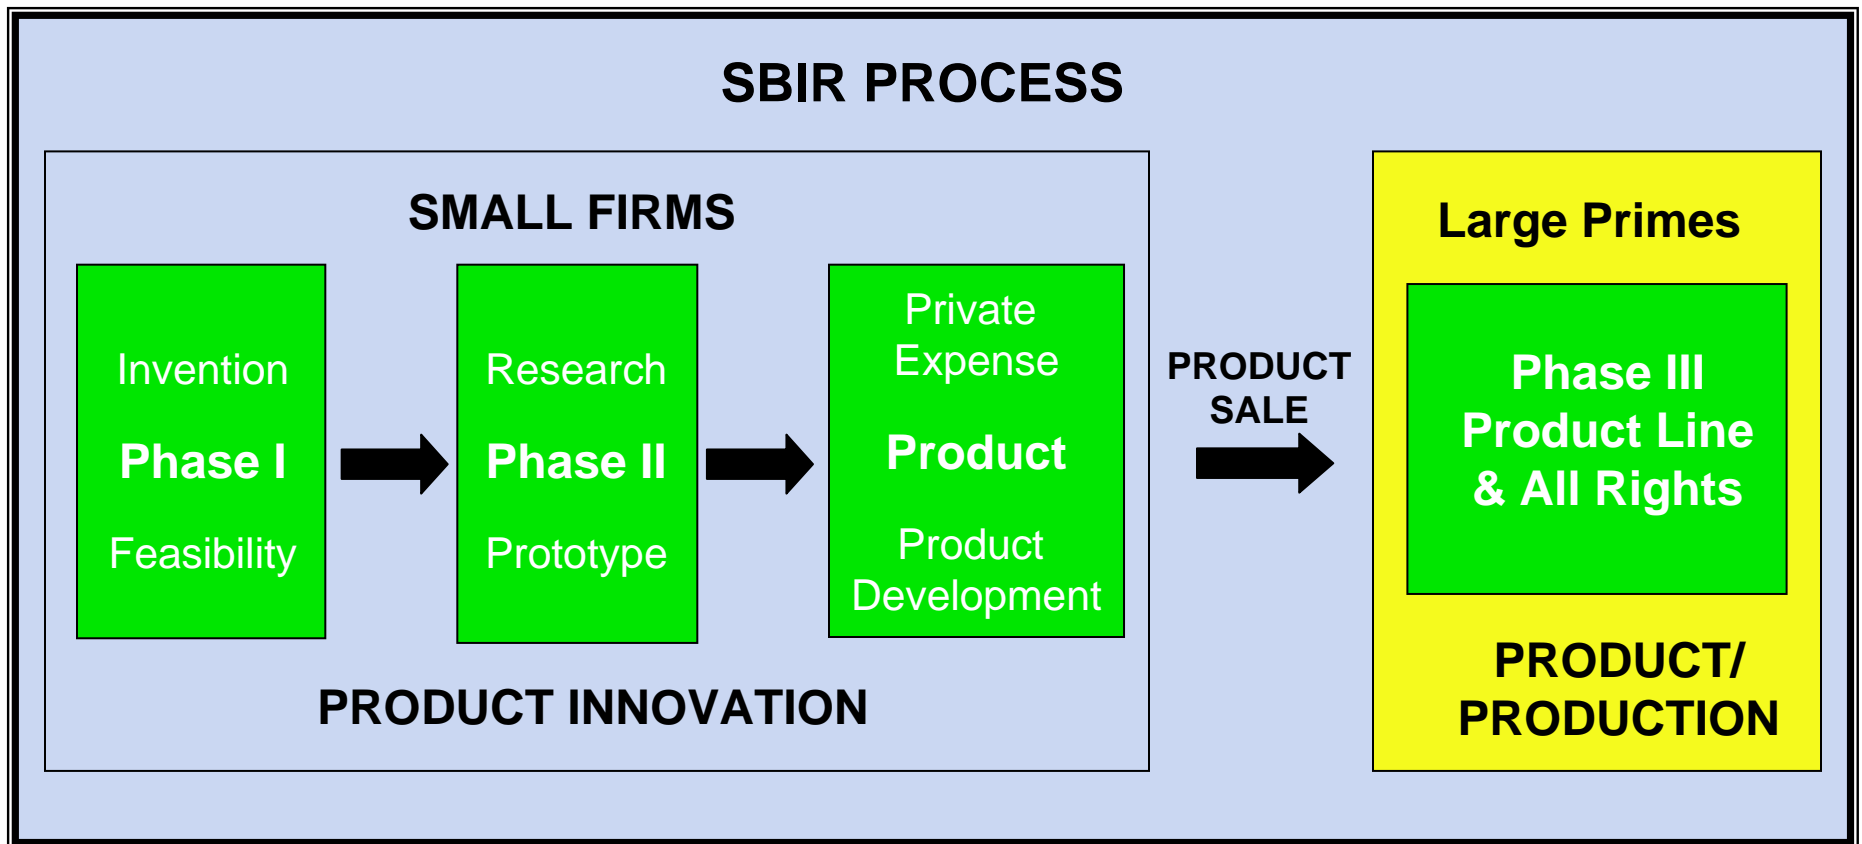 SBIR PROCESS
SMALL FIRMS
Invention
Phase I
Feasibility
Research
Phase II
Prototype
Private
Expense
Product
Product
Development
PRODUCT INNOVATION
PRODUCT
SALE
Large Primes
Phase III
Product Line
& All Rights
PRODUCT/
PRODUCTION